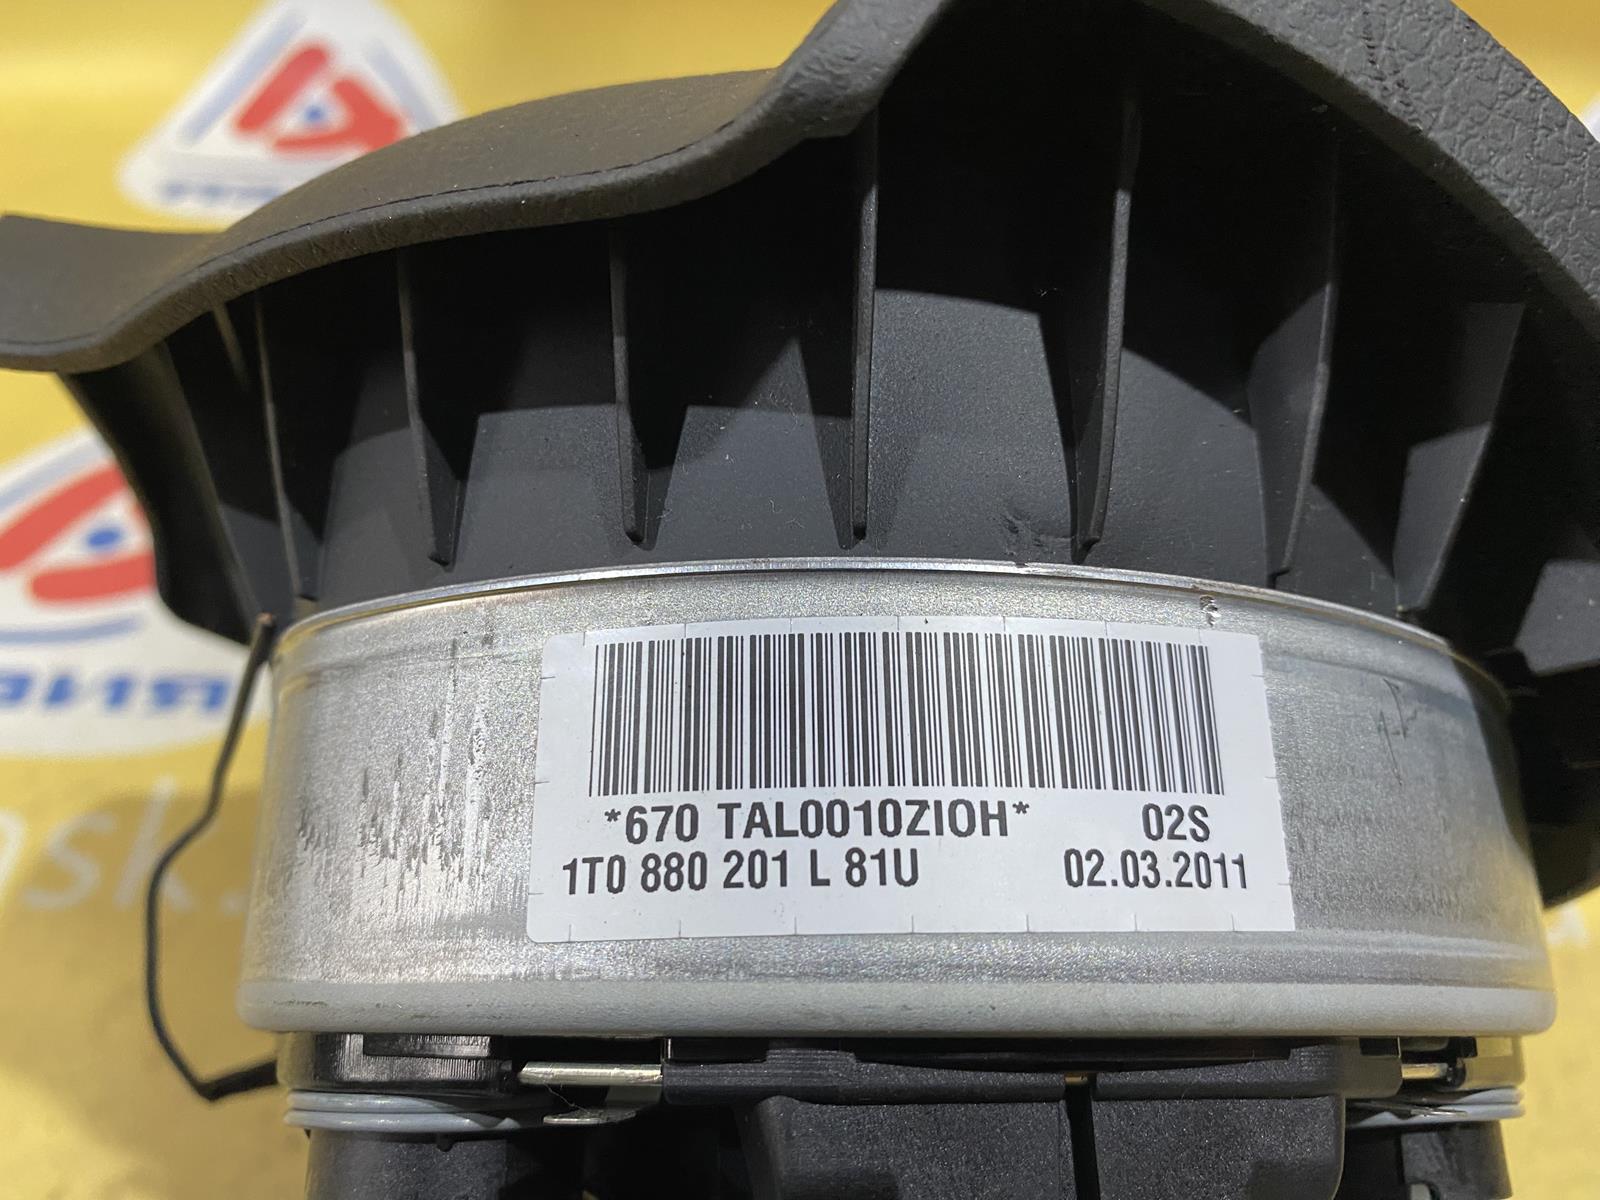 *670 TAL0010ZIOH* 02S
1T0 880 201 L 81U 02.03.2011